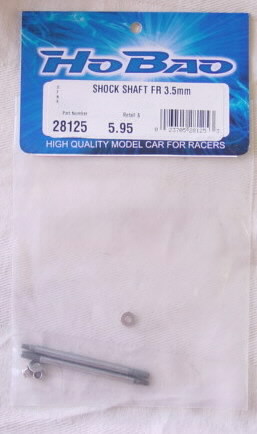 HoBao
SHOCK SHAFT FR 3.5mm
Part Number Retail $
28125 5.95
HIGH QUALITY MODEL CAR FOR RACERS